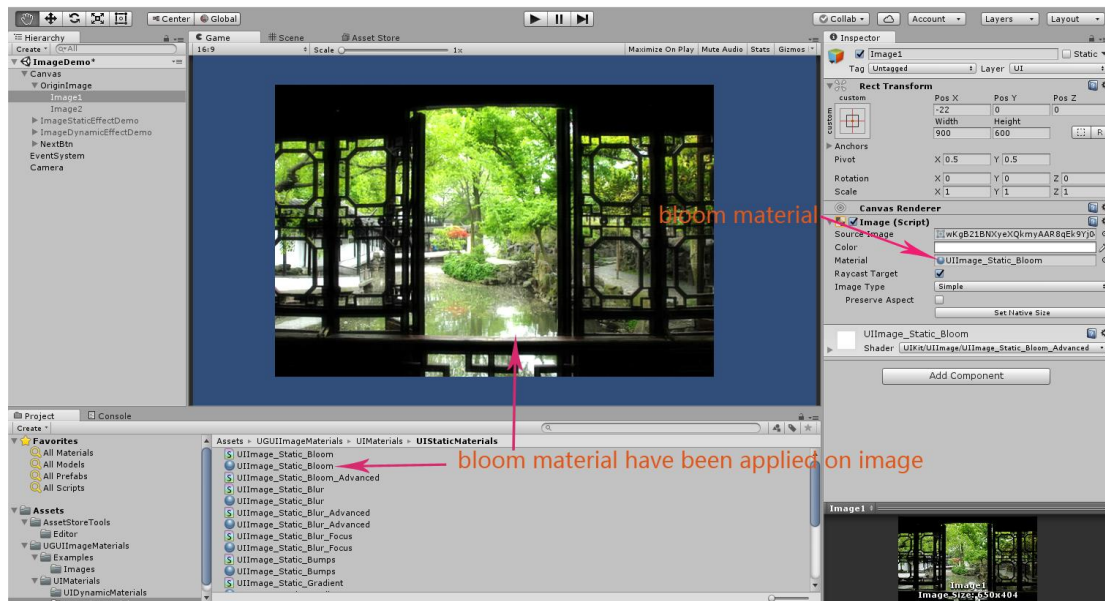 Center Global Collab Account Layers Layout
Hierarchy
Create All
ImageDemo*
Canvas
OriginImage
Image1
Image2
ImageStaticEffectDemo
ImageDynamicEffectDemo
NextBtn
EventSystem
Camera
Game Scene Asset Store
16:9 Scale 1x Maximize On Play Mute Audio Stats Gizmos
Inspector
Image1 Static
Tag Untagged Layer UI
Rect Transform
custom Pos X Pos Y Pos Z
custom -22 0 0
Width Height
900 600 R
Anchors
Pivot X 0.5 Y 0.5
Rotation X 0 Y 0 Z 0
Scale X 1 Y 1 Z 1
Canvas Renderer
bloom material
Image (Script)
Source Image
Color
Material UIImage_Static_Bloom
Raycast Target
Image Type Simple
Preserve Aspect
Set Native Size
UIImage_Static_Bloom
Shader UIKit/UIImage/UIImage_Static_Bloom_Advanced
Add Component
Project Console
Create
Favorites
All Materials
All Models
All Prefabs
All Scripts
Assets
AssetStoreTools
Editor
UGUIImageMaterials
Examples
Images
UIMaterials
UIDynamicMaterials
Assets UGUIImageMaterials UIMaterials UIStaticMaterials
S UIImage_Static_Bloom
UIImage_Static_Bloom
bloom material have been applied on image
S UIImage_Static_Bloom_Advanced
S UIImage_Static_Blur
UIImage_Static_Blur
S UIImage_Static_Blur_Advanced
UIImage_Static_Blur_Advanced
S UIImage_Static_Blur_Focus
UIImage_Static_Blur_Focus
S UIImage_Static_Bumps
UIImage_Static_Bumps
S UIImage_Static_Gradient
Image1
Image1
Image Size: 650x404